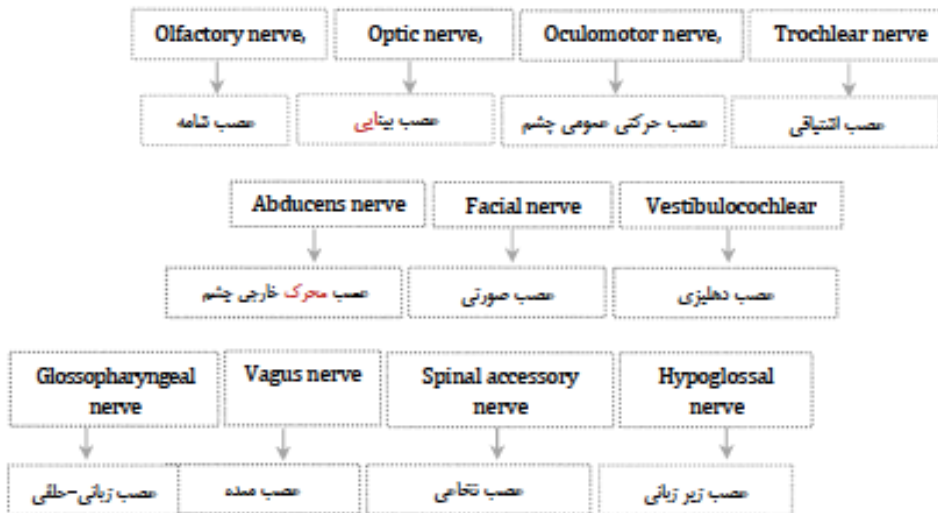 Olfactory nerve,
Optic nerve,
Oculomotor nerve,
Trochlear nerve
عصب شامه
عصب بینایی
عصب حرکتی عمومی چشم
عصب اشتیاقی
Abducens nerve
Facial nerve
Vestibulocochlear
عصب محرک خارجی چشم
عصب صورتی
عصب دهلیزی
Glossopharyngeal
nerve
Vagus nerve
Spinal accessory
nerve
Hypoglossal
nerve
عصب زبانی-حلقی
عصب معده
عصب نخاعی
عصب زیر زبانی